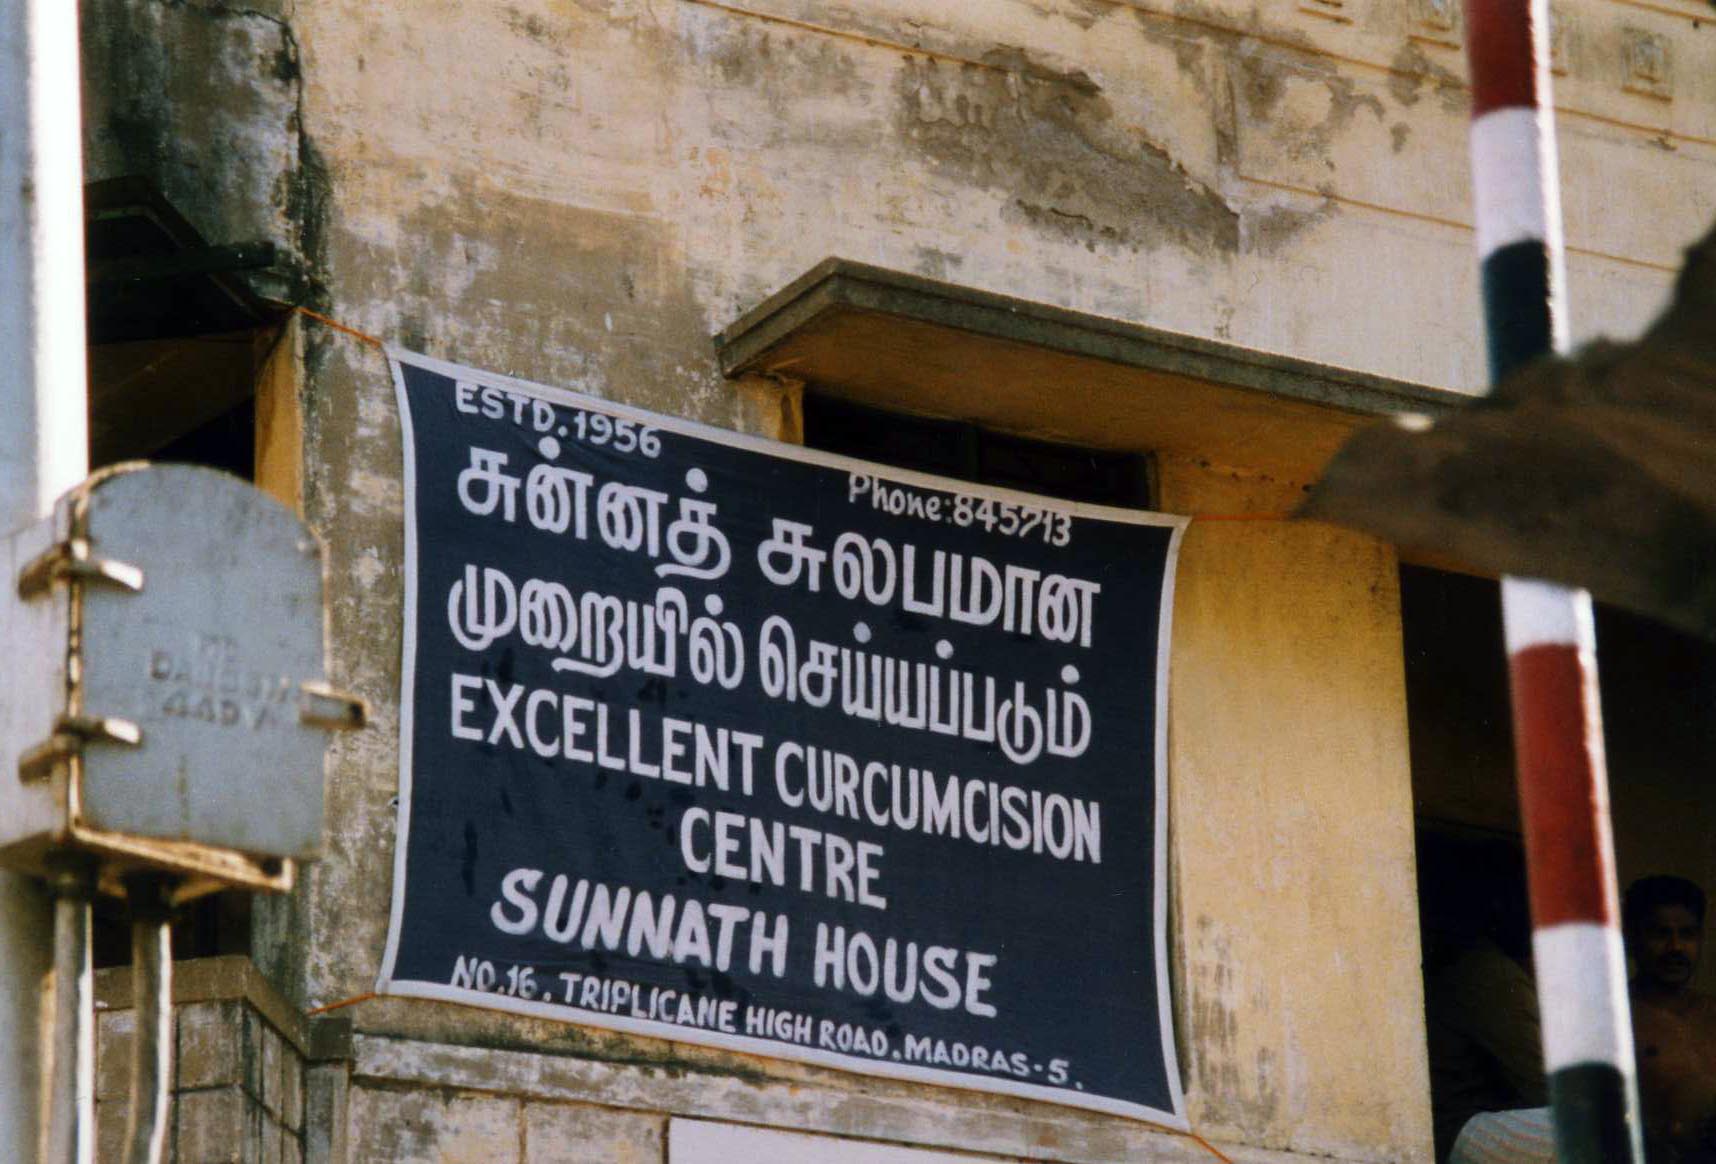 ESTD. 1956
Phone: 845713
சுன்னத் சுலபமான
முறையில் செய்யப்படும்
EXCELLENT CURCUMCISION
CENTRE
SUNNATH HOUSE
NO. 16, TRIPLICANE HIGH ROAD. MADRAS-5.